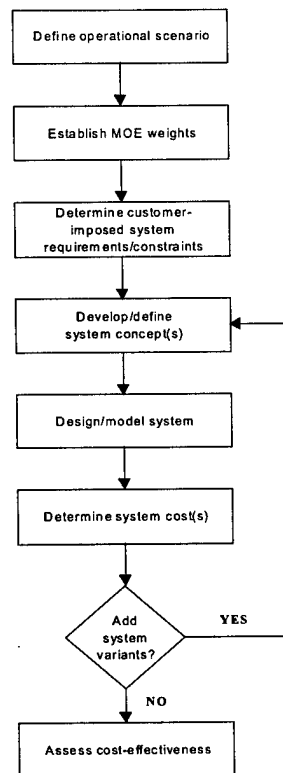 Define operational scenario
Establish MOE weights
Determine customer-
imposed system
requirements/constraints
Develop/define
system concept(s)
Design/model system
Determine system cost(s)
Add
system
variants?
YES
NO
Assess cost-effectiveness